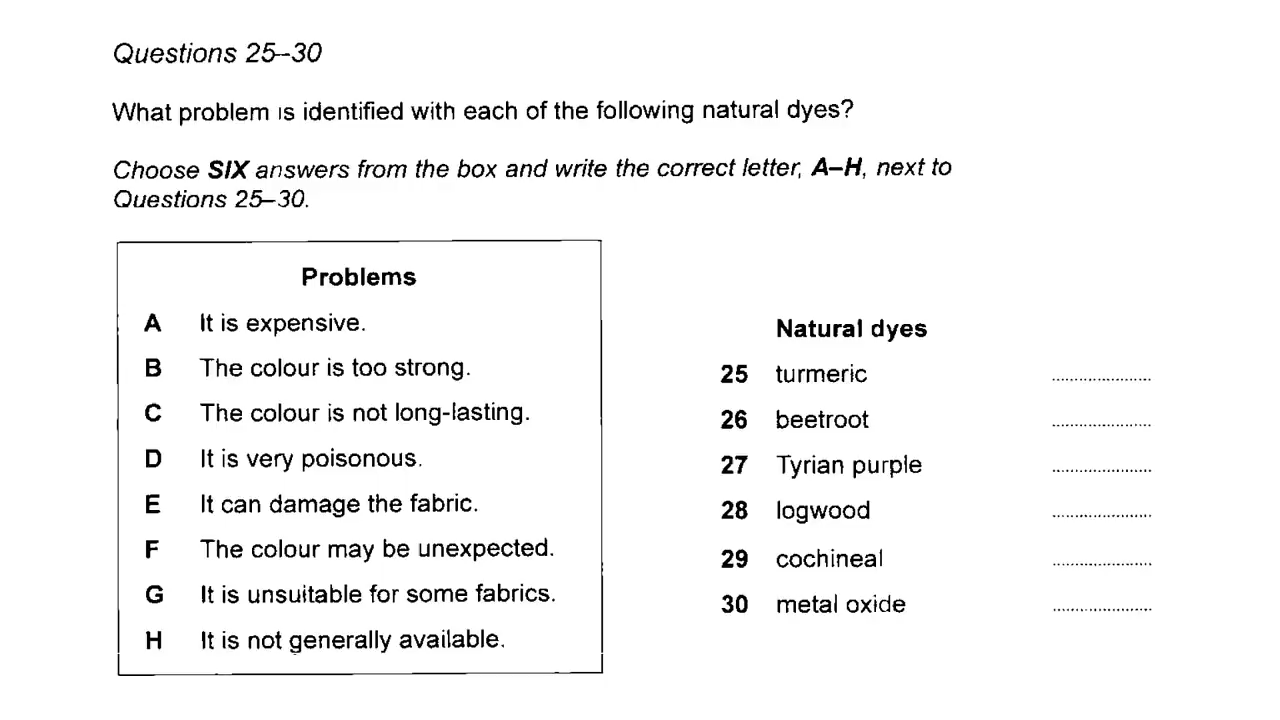 Questions 25–30
What problem is identified with each of the following natural dyes?
Choose SIX answers from the box and write the correct letter, A–H, next to
Questions 25–30.
Problems
A It is expensive.
B The colour is too strong.
C The colour is not long-lasting.
D It is very poisonous.
E It can damage the fabric.
F The colour may be unexpected.
G It is unsuitable for some fabrics.
H It is not generally available.
Natural dyes
25 turmeric ......................
26 beetroot ......................
27 Tyrian purple ......................
28 logwood ......................
29 cochineal ......................
30 metal oxide ......................